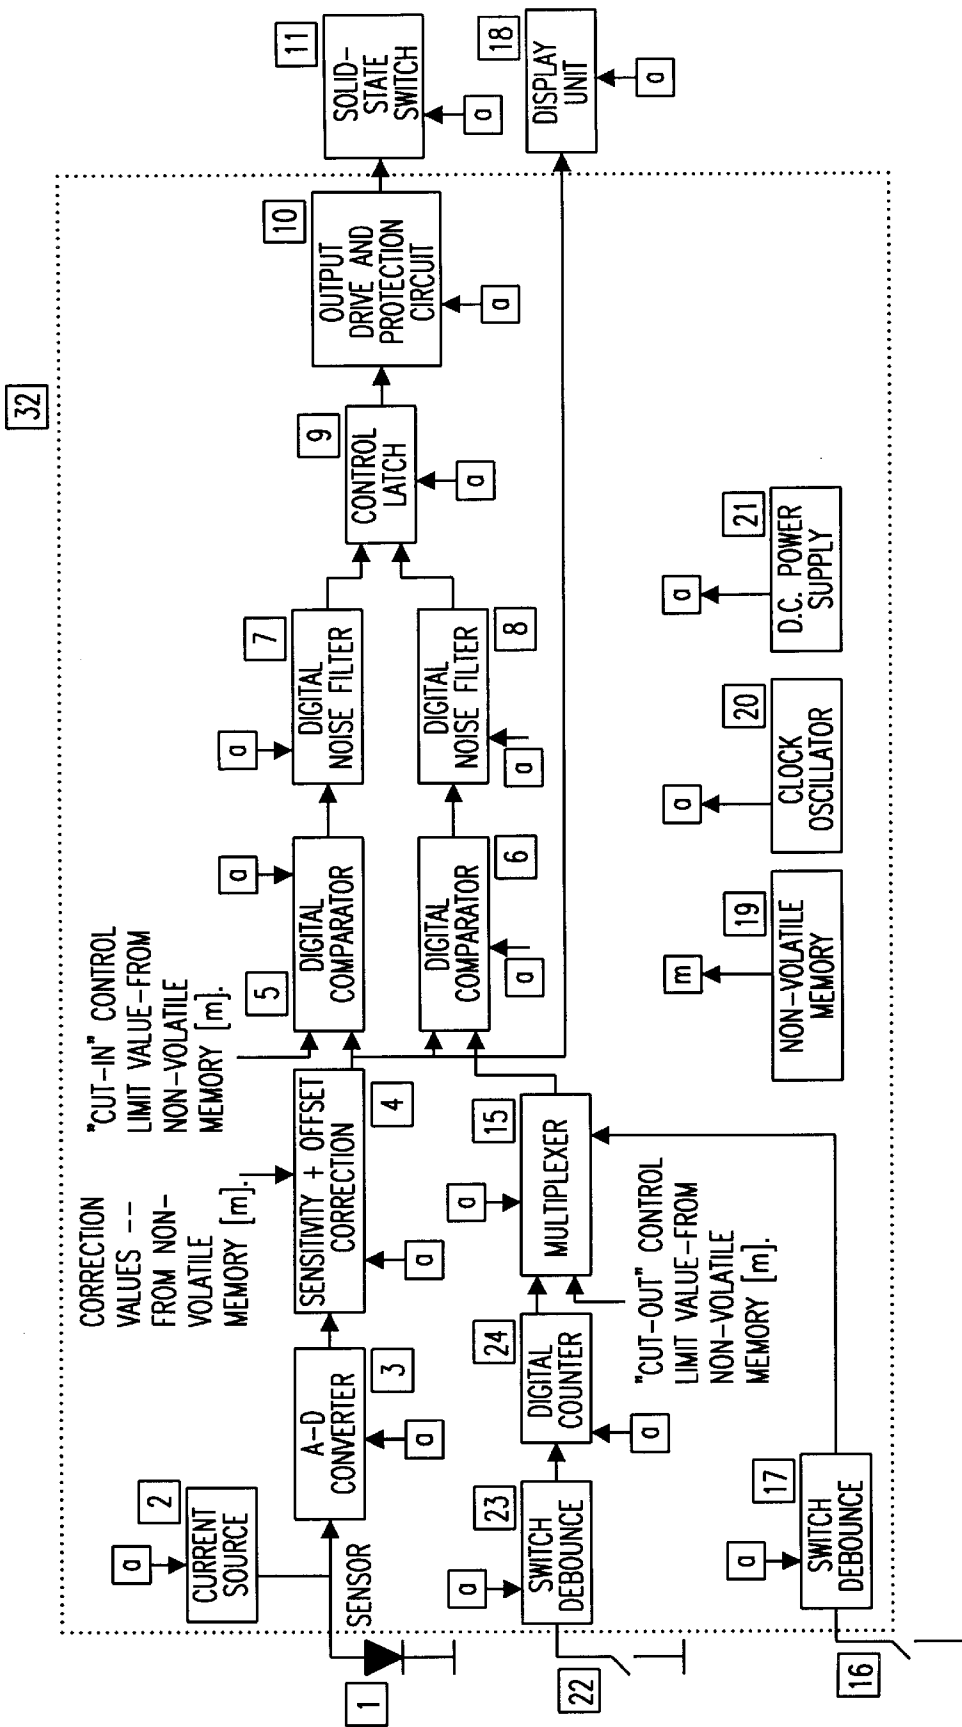 32
11
SOLID-
STATE
SWITCH
a
18
DISPLAY
UNIT
a
10
OUTPUT
DRIVE AND
PROTECTION
CIRCUIT
a
9
CONTROL
LATCH
a
7
DIGITAL
NOISE FILTER
a
8
DIGITAL
NOISE FILTER
a
5
DIGITAL
COMPARATOR
a
6
DIGITAL
COMPARATOR
a
"CUT-IN" CONTROL
LIMIT VALUE-FROM
NON-VOLATILE
MEMORY [m].
CORRECTION
VALUES --
FROM NON-
VOLATILE
MEMORY [m].
4
SENSITIVITY + OFFSET
CORRECTION
a
3
A-D
CONVERTER
a
2
CURRENT
SOURCE
a
SENSOR
1
15
MULTIPLEXER
a
"CUT-OUT" CONTROL
LIMIT VALUE-FROM
NON-VOLATILE
MEMORY [m].
24
DIGITAL
COUNTER
a
23
SWITCH
DEBOUNCE
a
22
17
SWITCH
DEBOUNCE
a
16
19
NON-VOLATILE
MEMORY
m
20
CLOCK
OSCILLATOR
a
21
D.C. POWER
SUPPLY
a